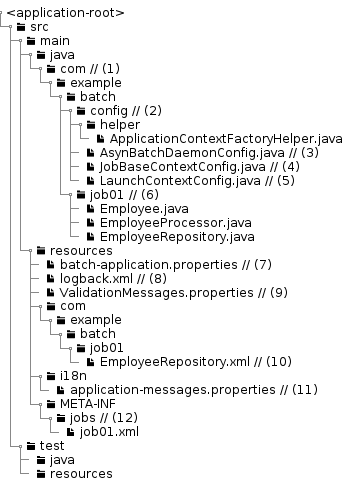 <application-root>
src
main
java
com // (1)
example
batch
config // (2)
helper
ApplicationContextFactoryHelper.java
AsynBatchDaemonConfig.java // (3)
JobBaseContextConfig.java // (4)
LaunchContextConfig.java // (5)
job01 // (6)
Employee.java
EmployeeProcessor.java
EmployeeRepository.java
resources
batch-application.properties // (7)
logback.xml // (8)
ValidationMessages.properties // (9)
com
example
batch
job01
EmployeeRepository.xml // (10)
i18n
application-messages.properties // (11)
META-INF
jobs // (12)
job01.xml
test
java
resources